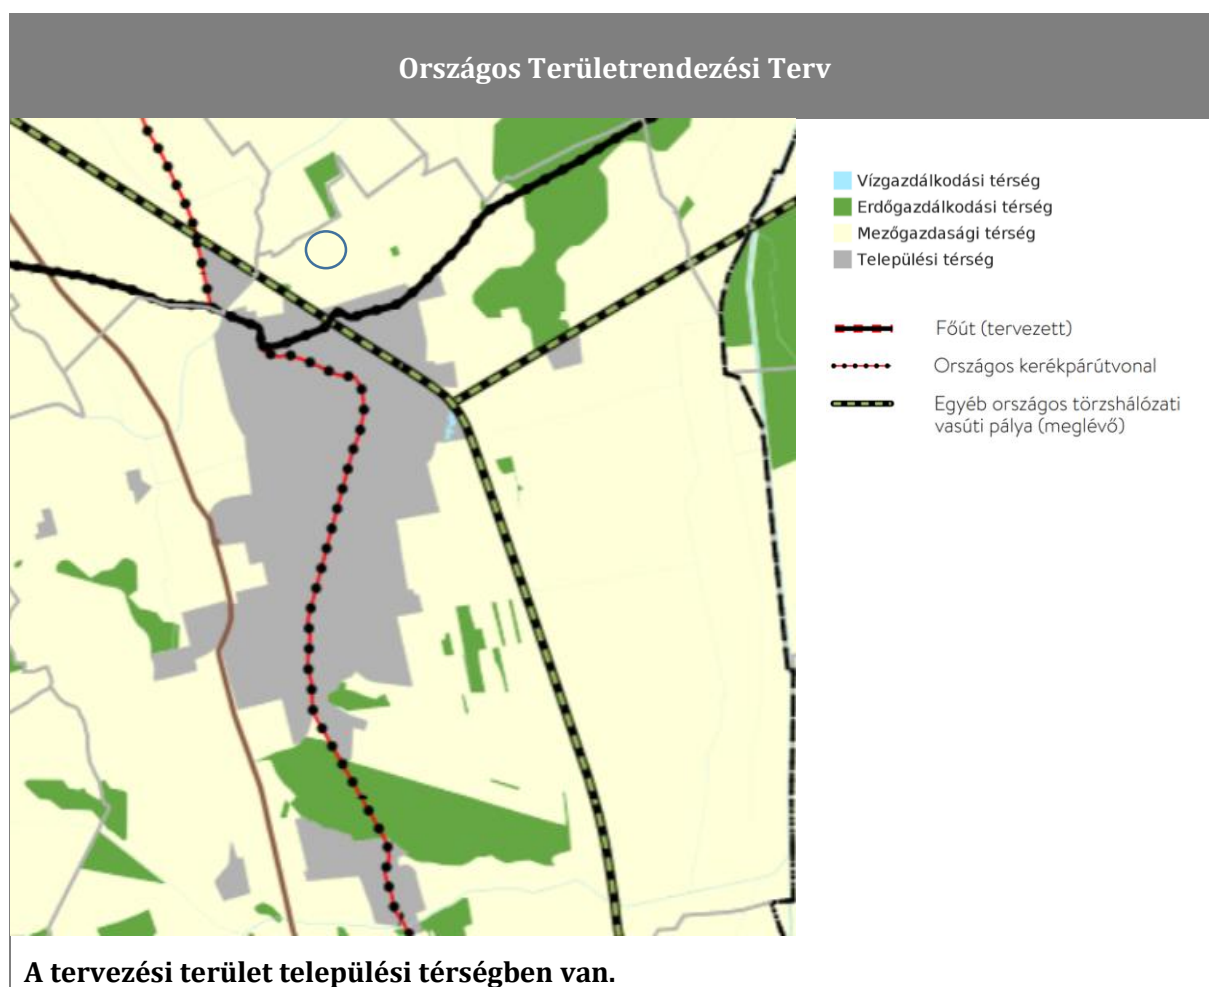 Országos Területrendezési Terv
Vízgazdálkodási térség
Erdőgazdálkodási térség
Mezőgazdasági térség
Települési térség
Főút (tervezett)
Országos kerékpárútvonal
Egyéb országos törzshálózati
vasúti pálya (meglévő)
A tervezési terület települési térségben van.